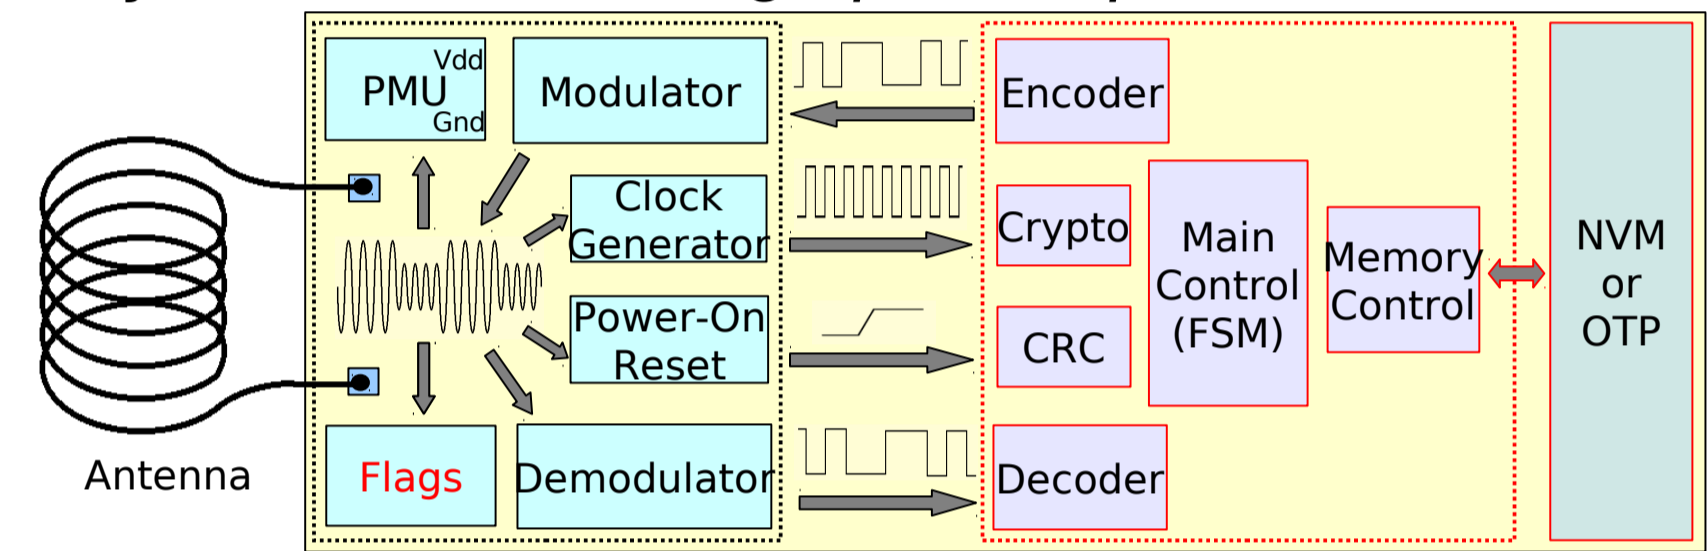 Vdd
PMU
Gnd
Modulator
Encoder
Clock
Generator
Crypto
Main
Control
(FSM)
Memory
Control
NVM
or
OTP
Power-On
Reset
CRC
Antenna
Flags
Demodulator
Decoder